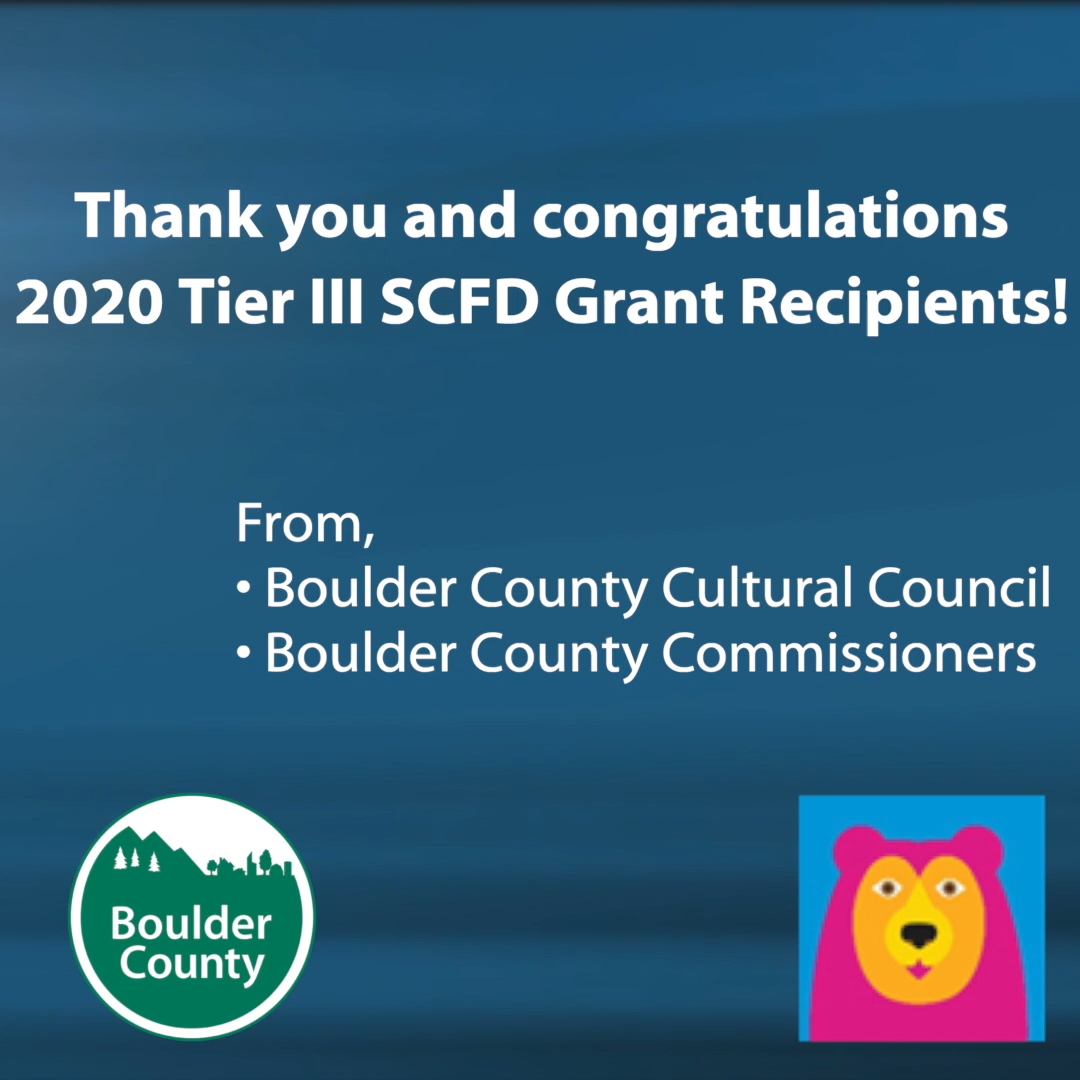 Thank you and congratulations
2020 Tier III SCFD Grant Recipients!
From,
• Boulder County Cultural Council
• Boulder County Commissioners
Boulder
County